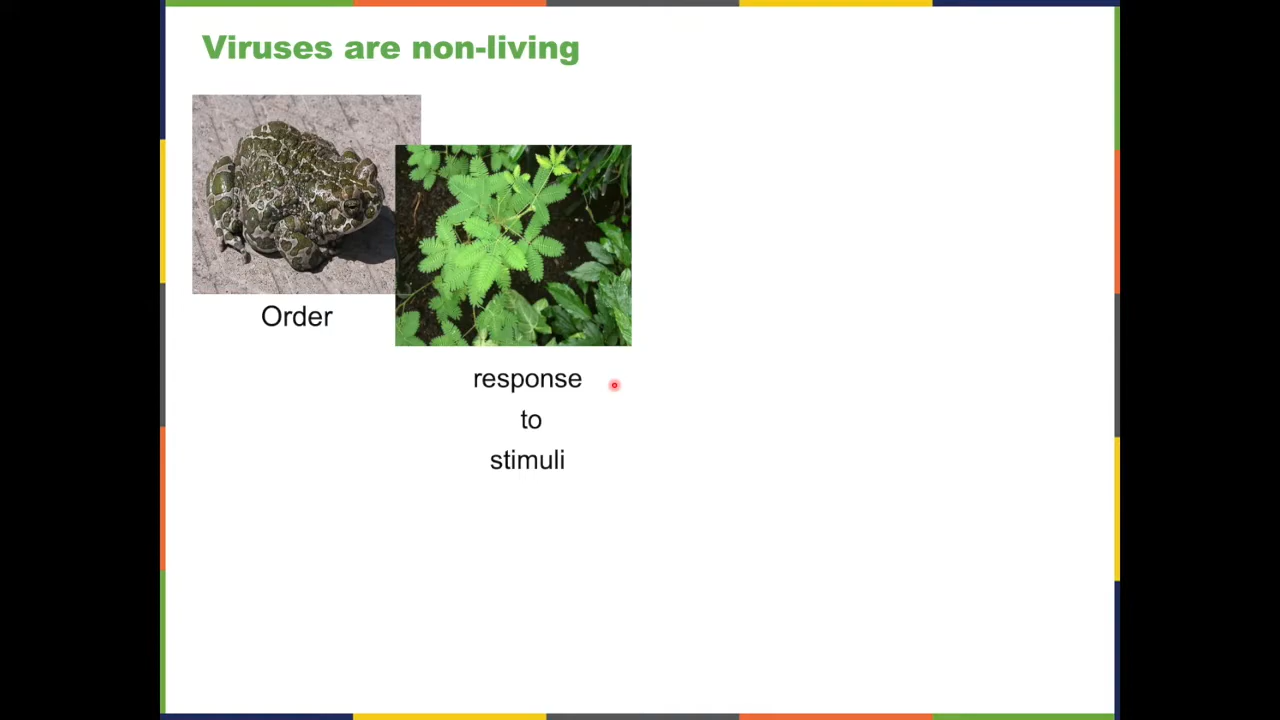 Viruses are non-living
Order
response
to
stimuli